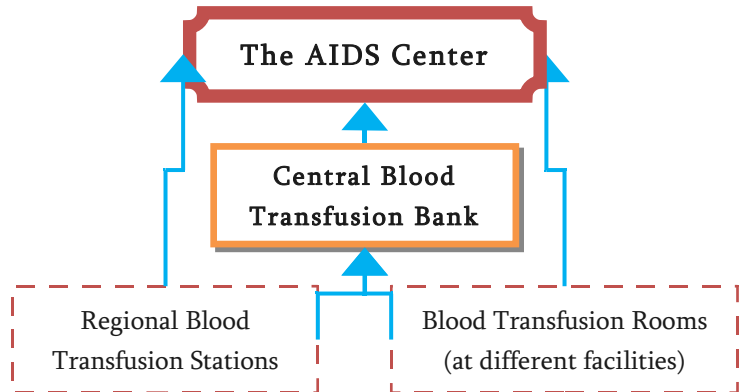 The AIDS Center
Central Blood
Transfusion Bank
Regional Blood
Transfusion Stations
Blood Transfusion Rooms
(at different facilities)